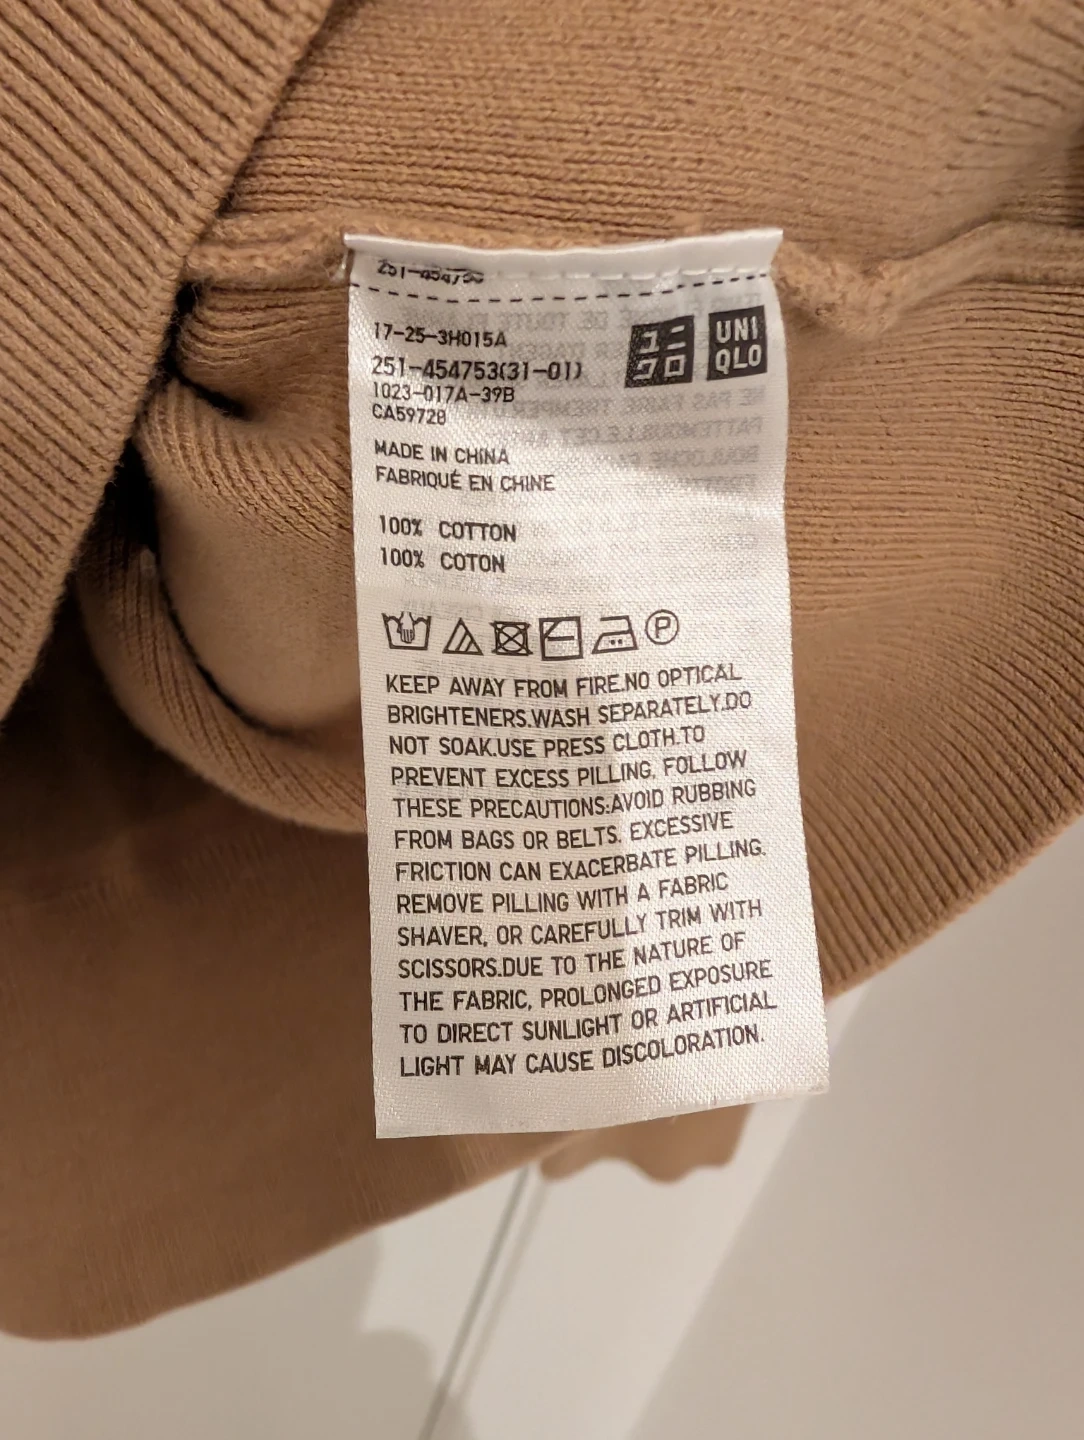 17-25-3H015A
251-454753(31-01)
1023-017A-39B
CA59728
ユニ
クロ
UNI
QLO
MADE IN CHINA
FABRIQUÉ EN CHINE
100% COTTON
100% COTON
P
KEEP AWAY FROM FIRE.NO OPTICAL
BRIGHTENERS.WASH SEPARATELY.DO
NOT SOAK.USE PRESS CLOTH.TO
PREVENT EXCESS PILLING, FOLLOW
THESE PRECAUTIONS:AVOID RUBBING
FROM BAGS OR BELTS. EXCESSIVE
FRICTION CAN EXACERBATE PILLING.
REMOVE PILLING WITH A FABRIC
SHAVER, OR CAREFULLY TRIM WITH
SCISSORS.DUE TO THE NATURE OF
THE FABRIC, PROLONGED EXPOSURE
TO DIRECT SUNLIGHT OR ARTIFICIAL
LIGHT MAY CAUSE DISCOLORATION.